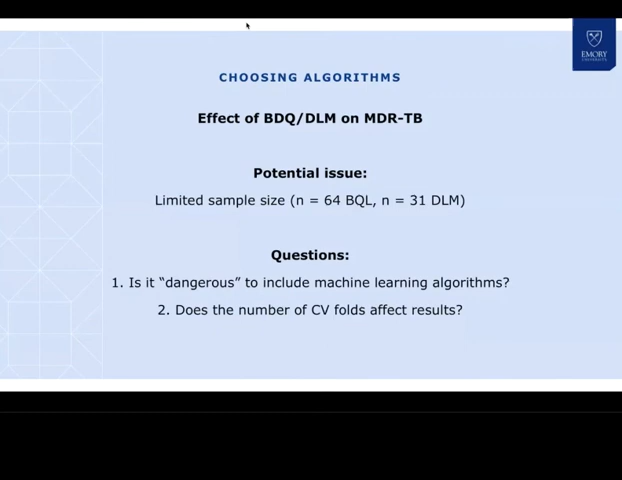 EMORY
UNIVERSITY
CHOOSING ALGORITHMS
Effect of BDQ/DLM on MDR-TB
Potential issue:
Limited sample size (n = 64 BQL, n = 31 DLM)
Questions:
1. Is it “dangerous” to include machine learning algorithms?
2. Does the number of CV folds affect results?